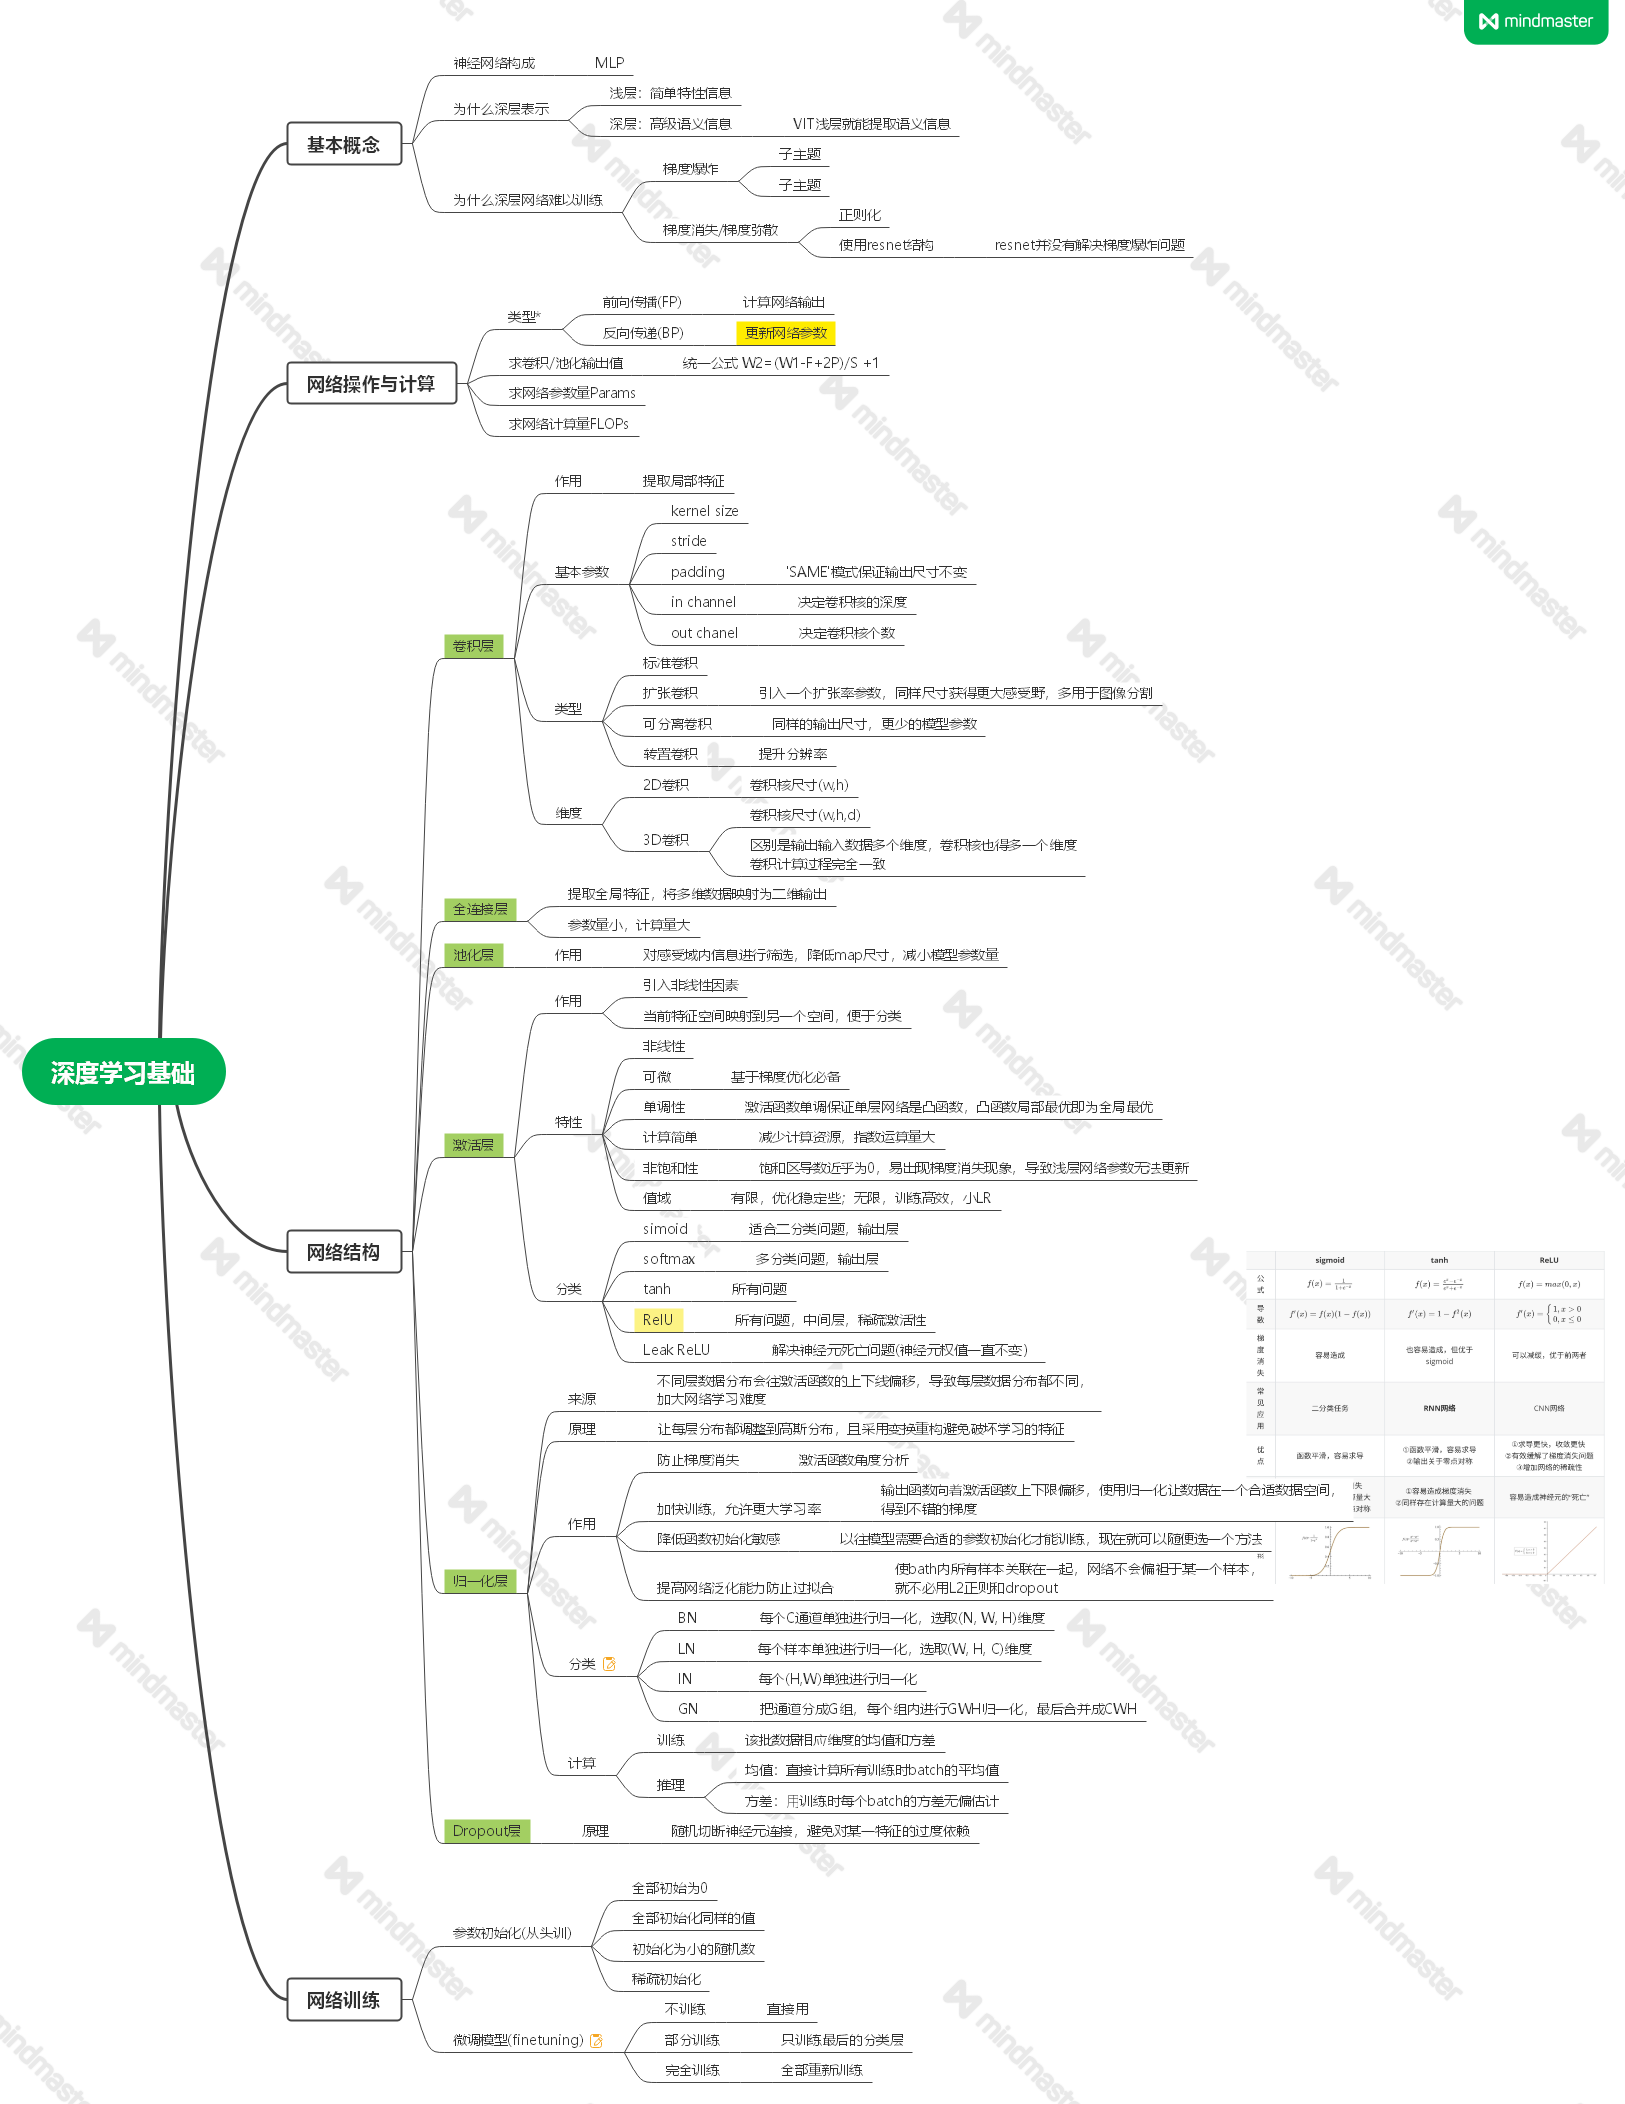 mindmaster
深度学习基础
基本概念
神经网络构成
MLP
为什么深层表示
浅层：简单特性信息
深层：高级语义信息
VIT浅层就能提取语义信息
为什么深层网络难以训练
梯度爆炸
子主题
子主题
梯度消失/梯度弥散
正则化
使用resnet结构
resnet并没有解决梯度爆炸问题
网络操作与计算
类型*
前向传播(FP)
计算网络输出
反向传递(BP)
更新网络参数
求卷积/池化输出值
统一公式 W2=(W1-F+2P)/S +1
求网络参数量Params
求网络计算量FLOPs
网络结构
卷积层
作用
提取局部特征
基本参数
kernel size
stride
padding
'SAME'模式保证输出尺寸不变
in channel
决定卷积核的深度
out chanel
决定卷积核个数
类型
标准卷积
扩张卷积
引入一个扩张率参数，同样尺寸获得更大感受野，多用于图像分割
可分离卷积
同样的输出尺寸，更少的模型参数
转置卷积
提升分辨率
维度
2D卷积
卷积核尺寸(w,h)
3D卷积
卷积核尺寸(w,h,d)
区别是输出输入数据多个维度，卷积核也得多一个维度
卷积计算过程完全一致
全连接层
提取全局特征，将多维数据映射为二维输出
参数量小，计算量大
池化层
作用
对感受域内信息进行筛选，降低map尺寸，减小模型参数量
激活层
作用
引入非线性因素
当前特征空间映射到另一个空间，便于分类
特性
非线性
可微
基于梯度优化必备
单调性
激活函数单调保证单层网络是凸函数，凸函数局部最优即为全局最优
计算简单
减少计算资源，指数运算量大
非饱和性
饱和区导数近乎为0，易出现梯度消失现象，导致浅层网络参数无法更新
值域
有限，优化稳定些；无限，训练高效，小LR
分类
simoid
适合二分类问题，输出层
softmax
多分类问题，输出层
tanh
所有问题
RelU
所有问题，中间层，稀疏激活性
Leak ReLU
解决神经元死亡问题(神经元权值一直不变)
归一化层
来源
不同层数据分布会往激活函数的上下线偏移，导致每层数据分布都不同，
加大网络学习难度
原理
让每层分布都调整到高斯分布，且采用变换重构避免破坏学习的特征
作用
防止梯度消失
激活函数角度分析
加快训练，允许更大学习率
输出函数向着激活函数上下限偏移，使用归一化让数据在一个合适数据空间，
得到不错的梯度
降低函数初始化敏感
以往模型需要合适的参数初始化才能训练，现在就可以随便选一个方法
提高网络泛化能力防止过拟合
使bath内所有样本关联在一起，网络不会偏袒于某一个样本，
就不必用L2正则和dropout
分类
BN
每个C通道单独进行归一化，选取(N, W, H)维度
LN
每个样本单独进行归一化，选取(W, H, C)维度
IN
每个(H,W)单独进行归一化
GN
把通道分成G组，每个组内进行GWH归一化，最后合并成CWH
计算
训练
该批数据相应维度的均值和方差
推理
均值：直接计算所有训练时batch的平均值
方差：用训练时每个batch的方差无偏估计
Dropout层
原理
随机切断神经元连接，避免对某一特征的过度依赖
sigmoid tanh ReLU
公式 f(x) = 1/(1+e^-x) f(x) = (e^x−e^-x)/(e^x+e^-x) f(x) = max(0, x)
导数 f′(x) = f(x)(1 − f(x)) f′(x) = 1 − f²(x) f′(x) = { 1, x > 0
0, x ≤ 0
梯度消失 容易造成 也容易造成，但优于
sigmoid
可以减缓，优于前两者
常见应用 二分类任务 RNN网络 CNN网络
优点 函数平滑，容易求导
①函数平滑，容易求导
②输出关于零点对称
①求导更快，收敛更快
②有效缓解了梯度消失问题
③增加网络的稀疏性
失
量大
对称
①容易造成梯度消失
②同样存在计算量大的问题
容易造成神经元的"死亡"
网络训练
参数初始化(从头训)
全部初始为0
全部初始化同样的值
初始化为小的随机数
稀疏初始化
微调模型(finetuning)
不训练
直接用
部分训练
只训练最后的分类层
完全训练
全部重新训练